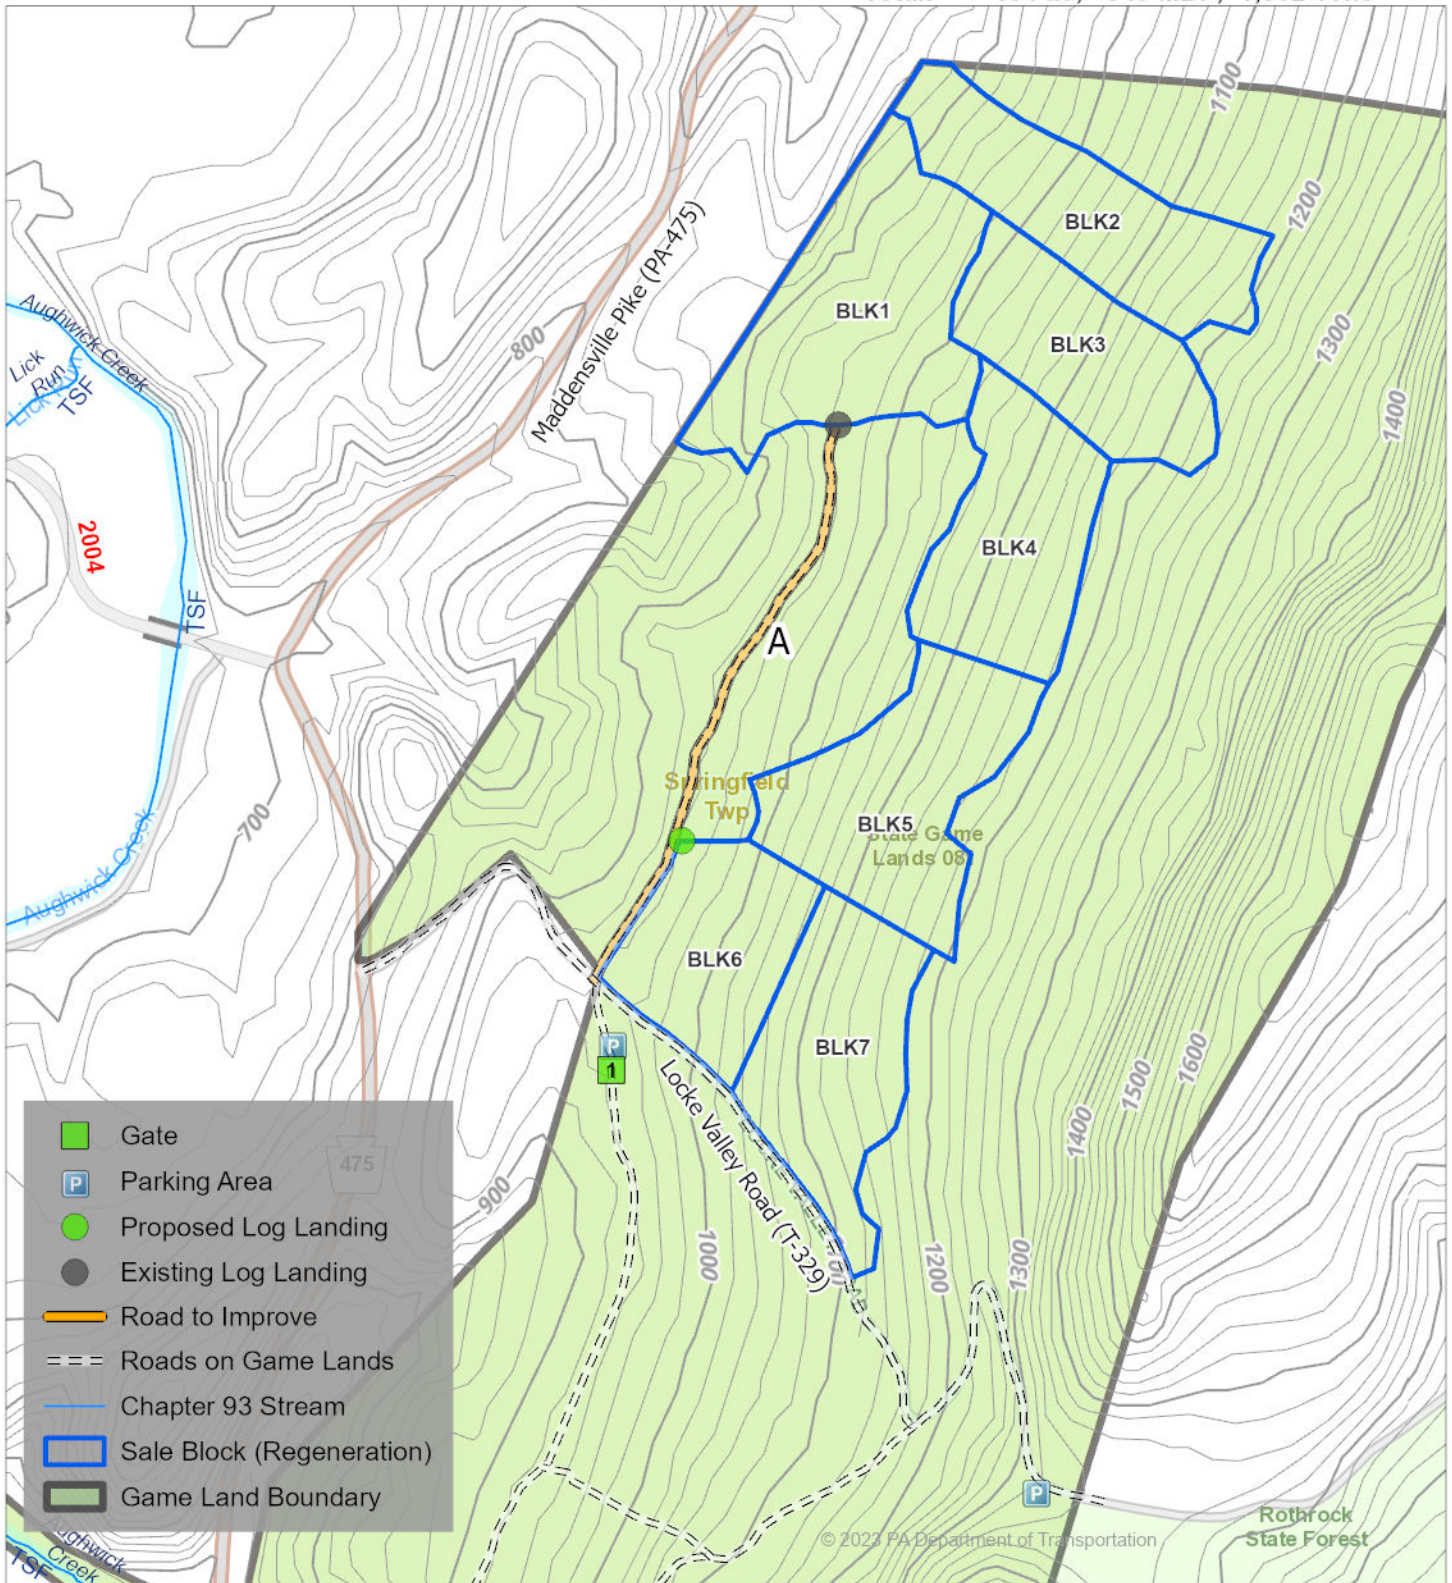 1100
BLK2
1200
BLK1
BLK3
1300
800
Maddensville Pike (PA-475)
Aughwick Creek
Lick
Run
Lick Run
TSF
1400
2004
BLK4
TSF
A
Springfield
Twp
700
BLK5
State Game
Lands 08
Aughwick Creek
BLK6
BLK7
P
1
1600
1500
1400
Locke Valley Road (T-329)
475
900
1000
1200
1300
Gate
P
Parking Area
Proposed Log Landing
Existing Log Landing
Road to Improve
Roads on Game Lands
Chapter 93 Stream
Sale Block (Regeneration)
Game Land Boundary
P
Rothrock
State Forest
© 2023 PA Department of Transportation
Aughwick
Creek
TSF